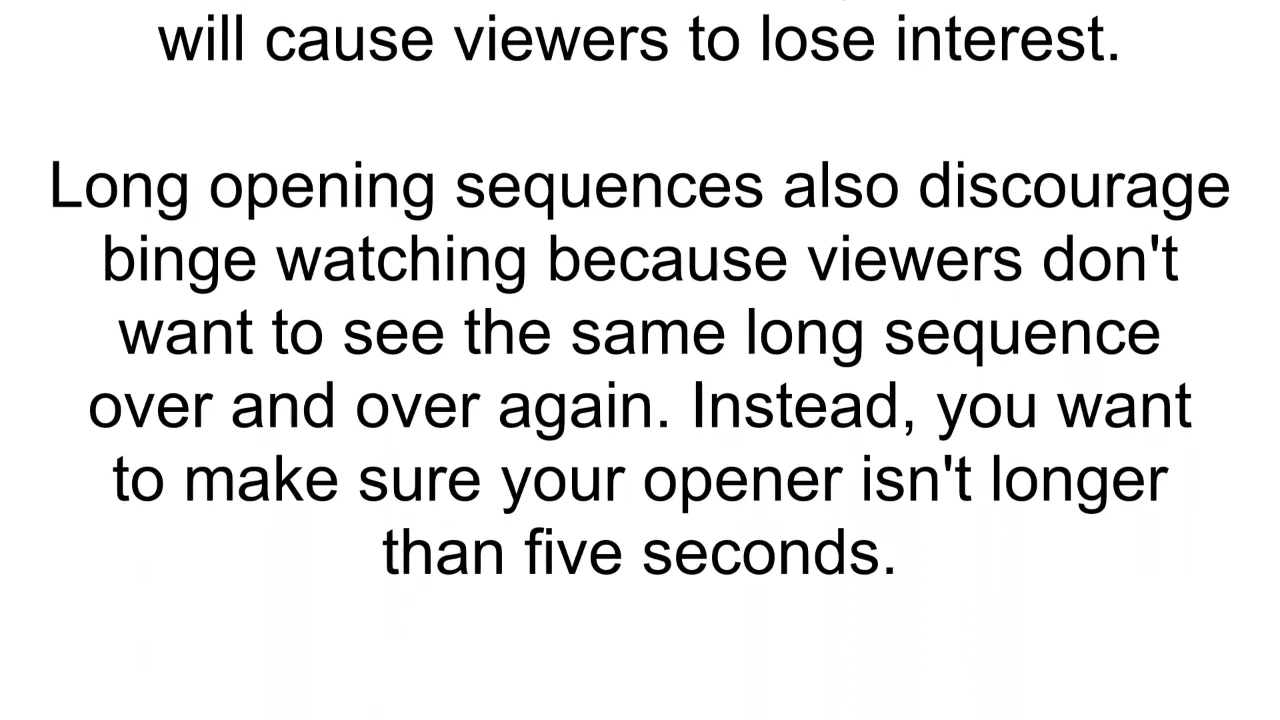 will cause viewers to lose interest.
Long opening sequences also discourage
binge watching because viewers don't
want to see the same long sequence
over and over again. Instead, you want
to make sure your opener isn't longer
than five seconds.